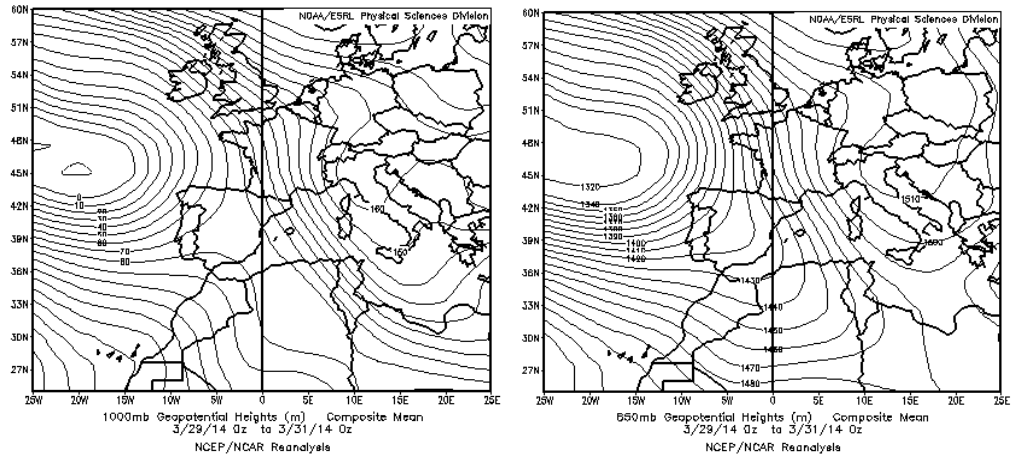 NOAA/ESRL Physical Sciences Division
60N
57N
54N
51N
48N
45N
42N
39N
36N
33N
30N
27N
0
10
30
40
60
70
80
160
150
25W 20W 15W 10W 5W 0 5E 10E 15E 20E 25E
1000mb Geopotential Heights (m) Composite Mean
3/29/14 0z to 3/31/14 0z
NCEP/NCAR Reanalysis
NOAA/ESRL Physical Sciences Division
60N
57N
54N
51N
48N
45N
42N
39N
36N
33N
30N
27N
1320
1340
1390
1400
1410
1420
1430
1440
1450
1460
1470
1480
1510
1500
25W 20W 15W 10W 5W 0 5E 10E 15E 20E 25E
850mb Geopotential Heights (m) Composite Mean
3/29/14 0z to 3/31/14 0z
NCEP/NCAR Reanalysis